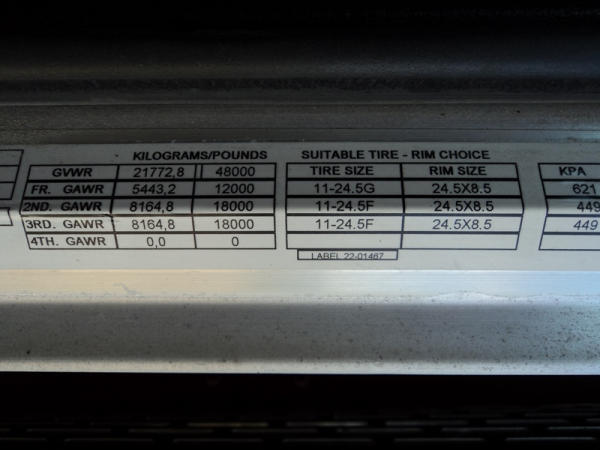 KILOGRAMS/POUNDS SUITABLE TIRE - RIM CHOICE
GVWR 21772,8 48000 TIRE SIZE RIM SIZE KPA
FR. GAWR 5443,2 12000 11-24.5G 24.5X8.5 621
2ND. GAWR 8164,8 18000 11-24.5F 24.5X8.5 449
3RD. GAWR 8164,8 18000 11-24.5F 24.5X8.5 449
4TH. GAWR 0,0 0
LABEL 22-01467